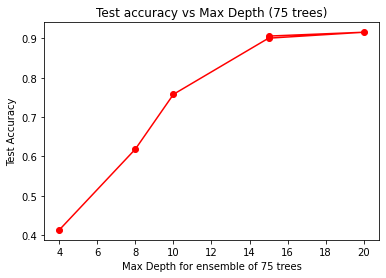 Test accuracy vs Max Depth (75 trees)
Test Accuracy
0.9
0.8
0.7
0.6
0.5
0.4
4 6 8 10 12 14 16 18 20
Max Depth for ensemble of 75 trees